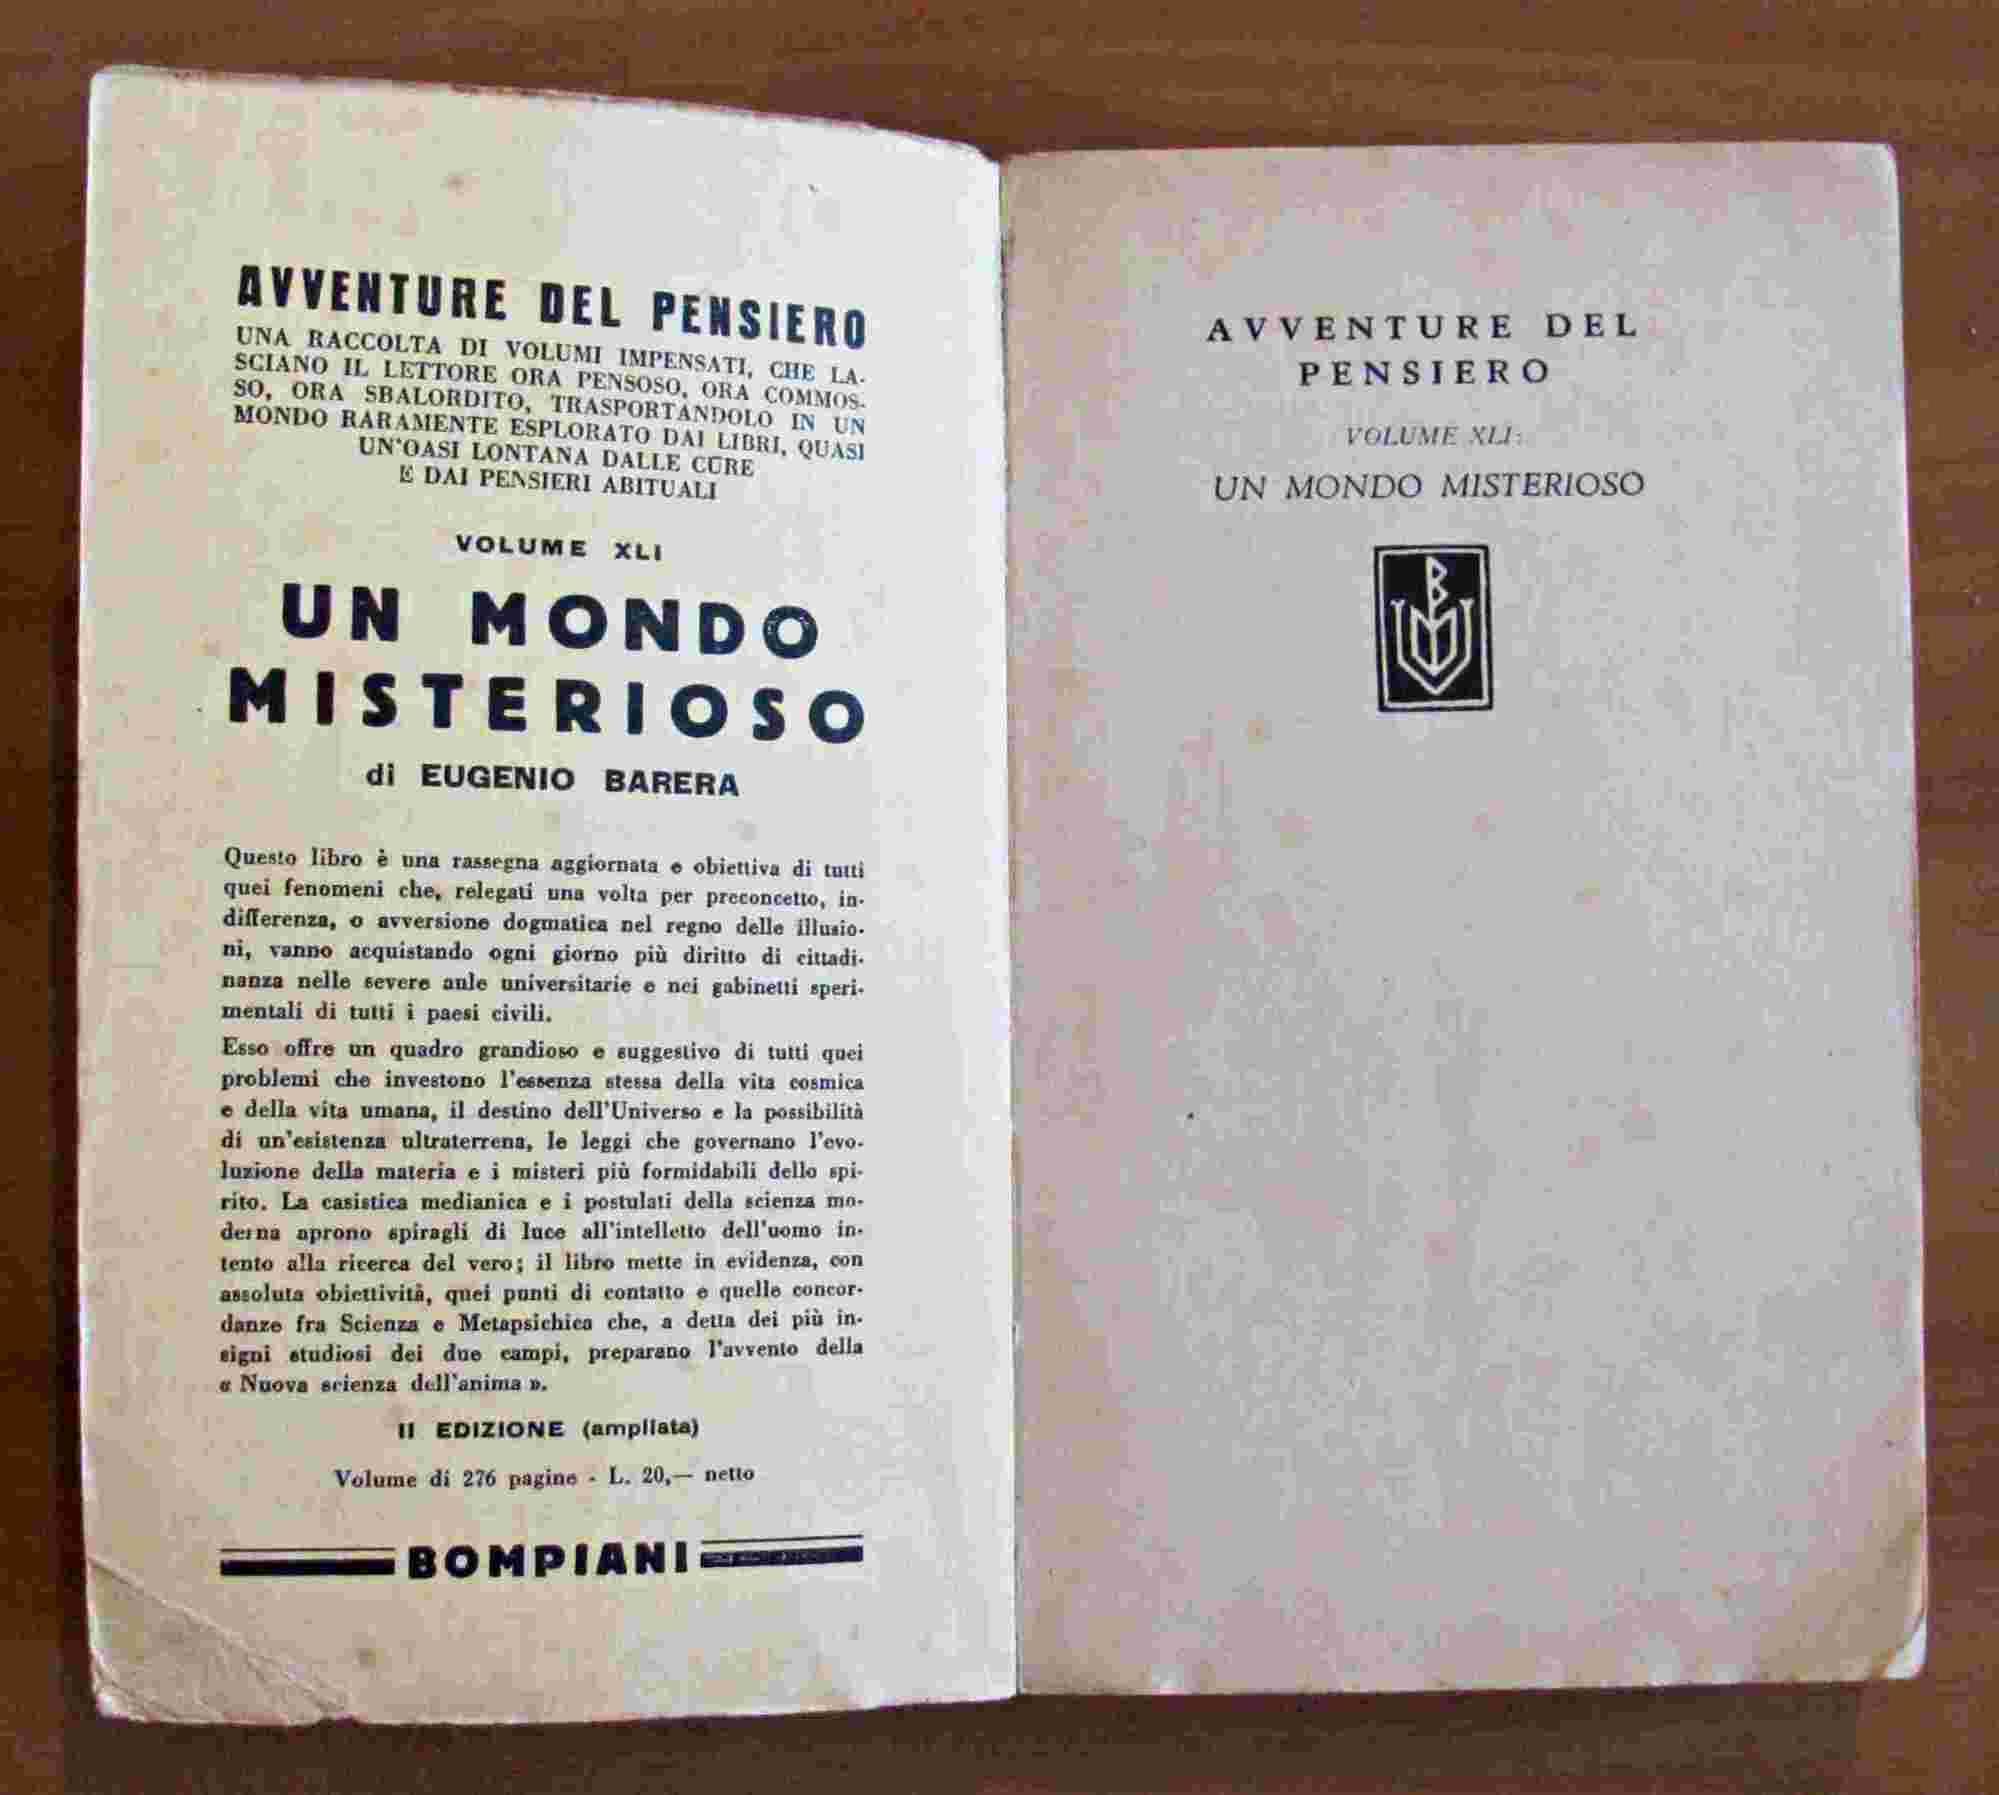 AVVENTURE DEL PENSIERO
UNA RACCOLTA DI VOLUMI IMPENSATI, CHE LA-
SCIANO IL LETTORE ORA PENSOSO, ORA COMMOS-
SO, ORA SBALORDITO, TRASPORTANDOLO IN UN
MONDO RARAMENTE ESPLORATO DAI LIBRI, QUASI
UN'OASI LONTANA DALLE CURE
E DAI PENSIERI ABITUALI
VOLUME XLI
UN MONDO
MISTERIOSO
di EUGENIO BARERA
Questo libro è una rassegna aggiornata e obiettiva di tutti
quei fenomeni che, relegati una volta per preconcetto, in-
differenza, o avversione dogmatica nel regno delle illusio-
ni, vanno acquistando ogni giorno più diritto di cittadi-
nanza nelle severe aule universitarie e nei gabinetti speri-
mentali di tutti i paesi civili.
Esso offre un quadro grandioso e suggestivo di tutti quei
problemi che investono l'essenza stessa della vita cosmica
e della vita umana, il destino dell'Universo e la possibilità
di un'esistenza ultraterrena, le leggi che governano l'evo-
luzione della materia e i misteri più formidabili dello spi-
rito. La casistica medianica e i postulati della scienza mo-
derna aprono spiragli di luce all'intelletto dell'uomo in-
tento alla ricerca del vero; il libro mette in evidenza, con
assoluta obiettività, quei punti di contatto e quelle concor-
danze fra Scienza e Metapsichica che, a detta dei più in-
signi studiosi dei due campi, preparano l'avvento della
« Nuova scienza dell'anima ».
II EDIZIONE (ampliata)
Volume di 276 pagine - L. 20,— netto
BOMPIANI
AVVENTURE DEL
PENSIERO
VOLUME XLI:
UN MONDO MISTERIOSO